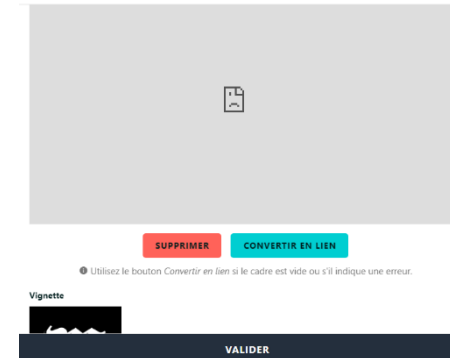 SUPPRIMER CONVERTIR EN LIEN
Utilisez le bouton Convertir en lien si le cadre est vide ou s'il indique une erreur.
Vignette
VALIDER